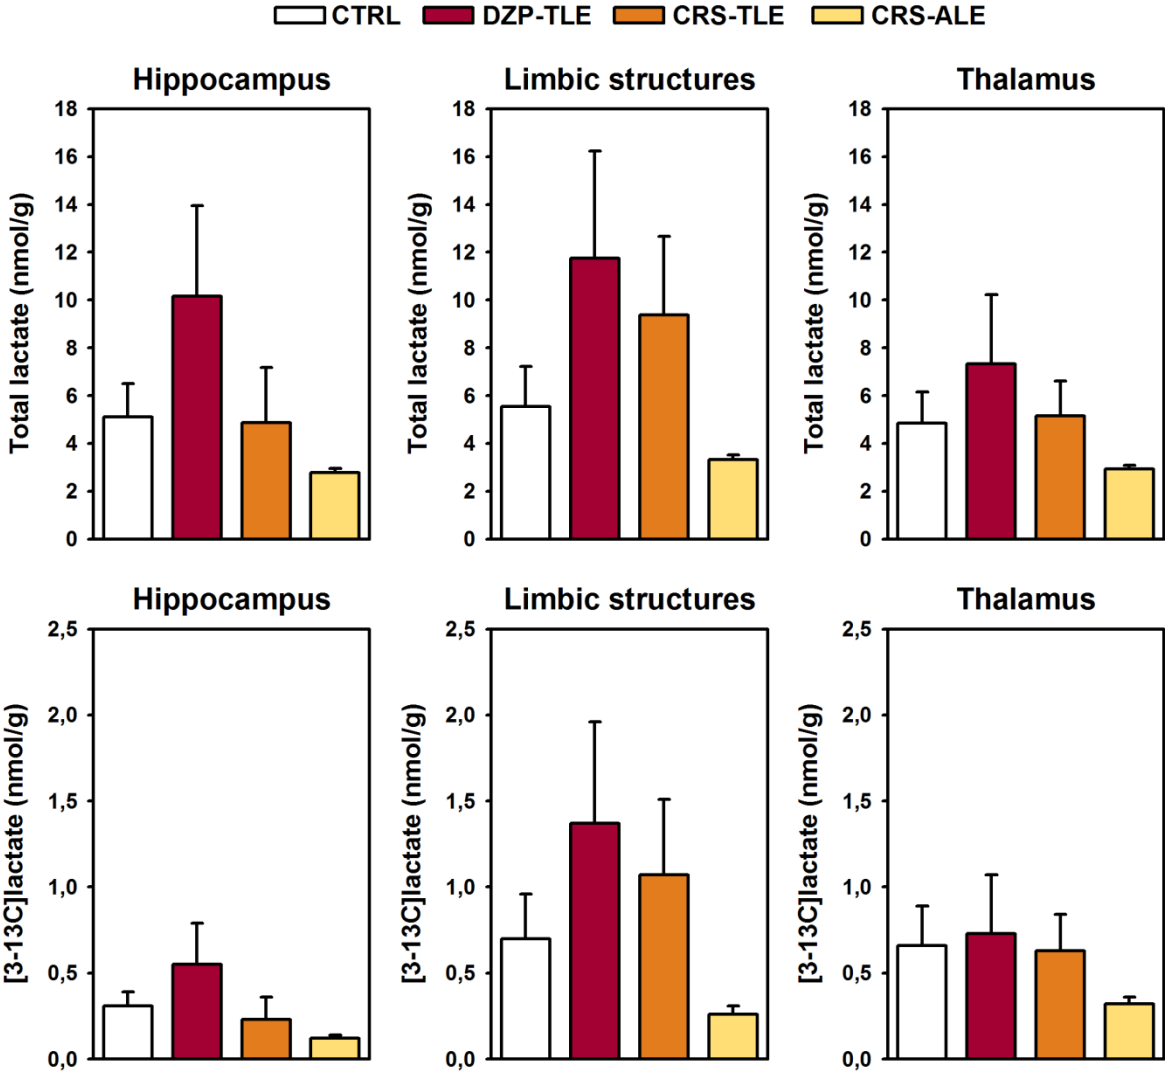 CTRL DZP-TLE CRS-TLE CRS-ALE
Hippocampus Limbic structures Thalamus
Total lactate (nmol/g) Total lactate (nmol/g) Total lactate (nmol/g)
18 18 18
16 16 16
14 14 14
12 12 12
10 10 10
8 8 8
6 6 6
4 4 4
2 2 2
0 0 0
Hippocampus Limbic structures Thalamus
[3-13C]lactate (nmol/g) [3-13C]lactate (nmol/g) [3-13C]lactate (nmol/g)
2,5 2,5 2,5
2,0 2,0 2,0
1,5 1,5 1,5
1,0 1,0 1,0
0,5 0,5 0,5
0,0 0,0 0,0